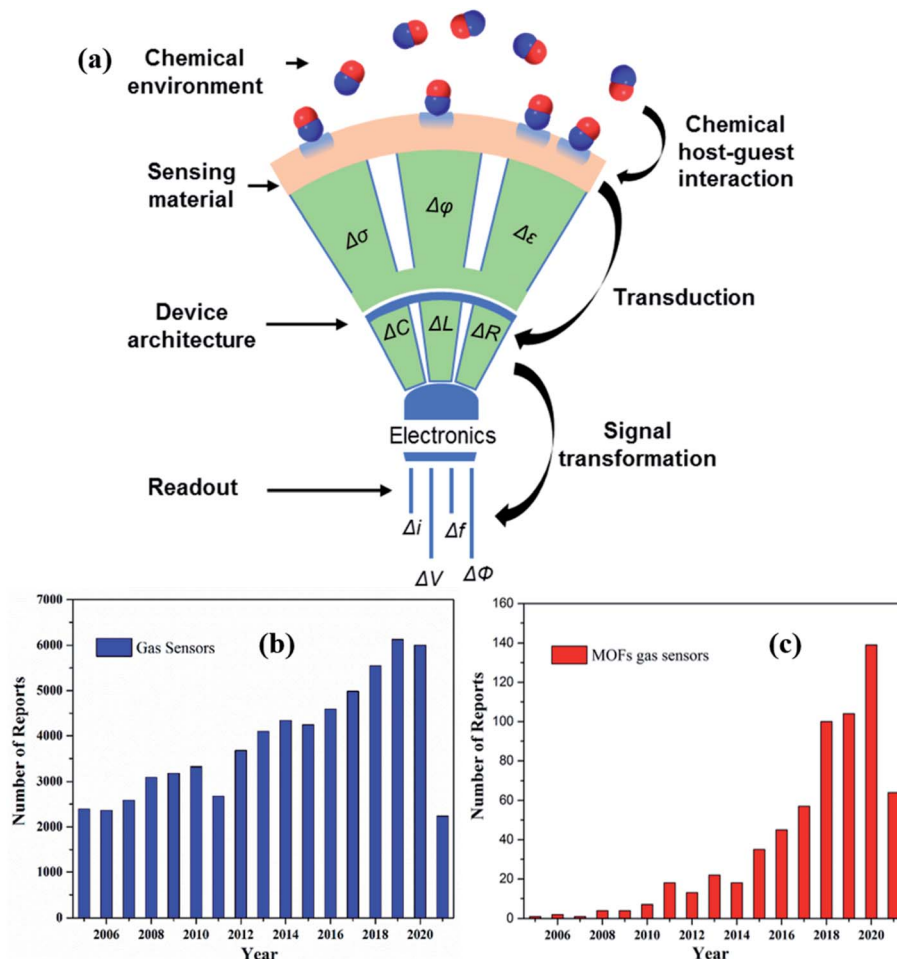 (a)
Chemical
environment
Chemical
host-guest
interaction
Sensing
material
Δσ
Δφ
Δε
Transduction
Device
architecture
ΔC
ΔL
ΔR
Electronics
Signal
transformation
Readout
Δi
Δf
ΔV
ΔΦ
(b)
Gas Sensors
Number of Reports
7000
6000
5000
4000
3000
2000
1000
0
2006 2008 2010 2012 2014 2016 2018 2020
Year
(c)
MOFs gas sensors
Number of Reports
160
140
120
100
80
60
40
20
0
2006 2008 2010 2012 2014 2016 2018 2020
Year